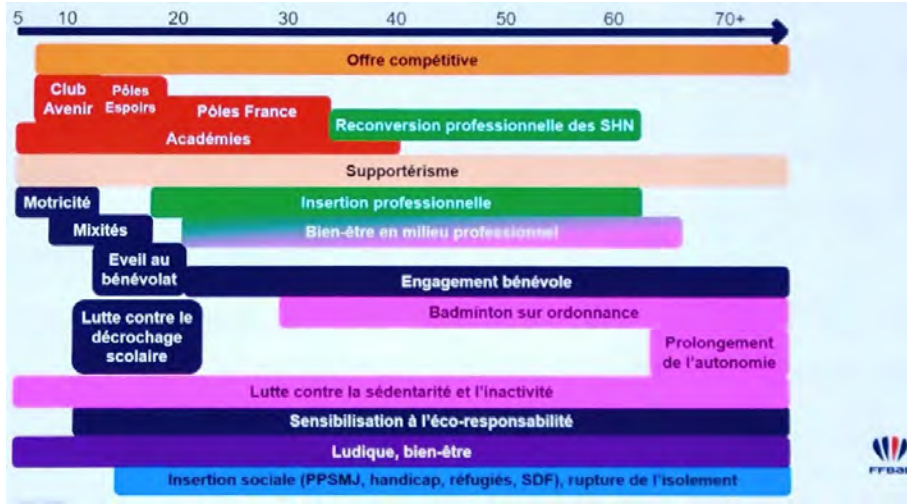 5 10 20 30 40 50 60 70+
Offre compétitive
Club
Avenir
Pôles
Espoirs
Pôles France
Reconversion professionnelle des SHN
Académies
Supportérisme
Motricité
Insertion professionnelle
Mixités
Bien-être en milieu professionnel
Eveil au
bénévolat
Engagement bénévole
Badminton sur ordonnance
Lutte contre le
décrochage
scolaire
Prolongement
de l'autonomie
Lutte contre la sédentarité et l'inactivité
Sensibilisation à l'éco-responsabilité
Ludique, bien-être
FFBaD
Insertion sociale (PPSMJ, handicap, réfugiés, SDF), rupture de l'isolement